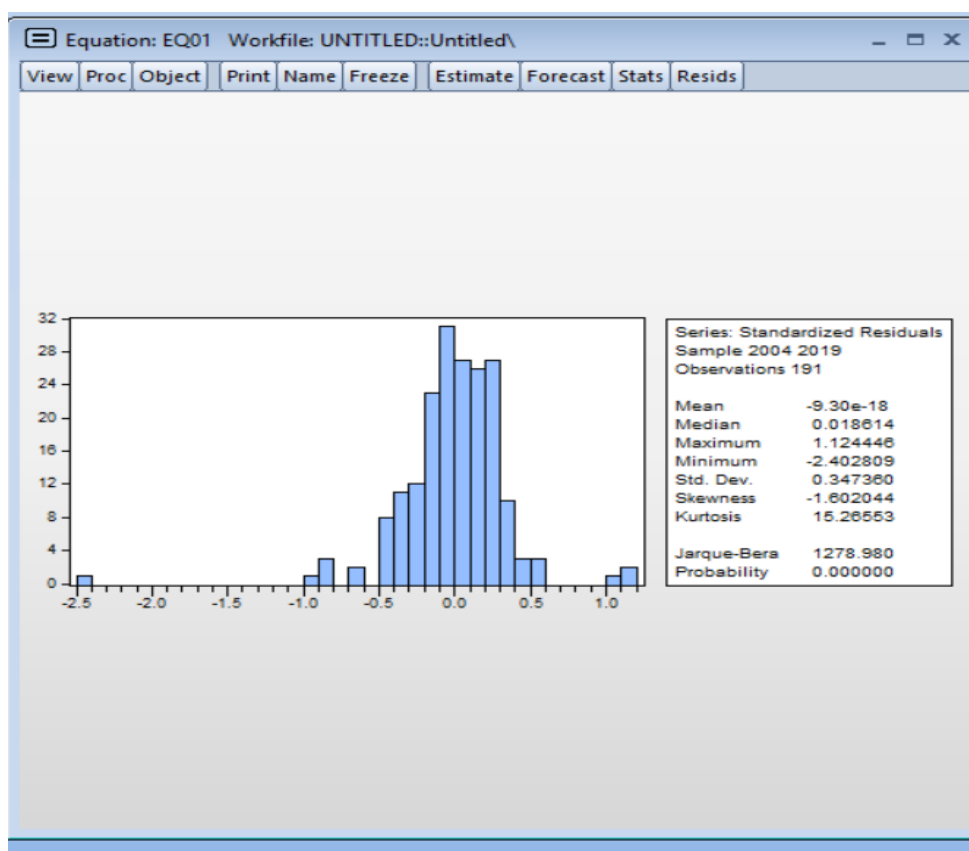 Equation: EQ01 Workfile: UNTITLED::Untitled\
View Proc Object Print Name Freeze Estimate Forecast Stats Resids
32
28
24
20
16
12
8
4
0
-2.5 -2.0 -1.5 -1.0 -0.5 0.0 0.5 1.0
Series: Standardized Residuals
Sample 2004 2019
Observations 191
Mean -9.30e-18
Median 0.018614
Maximum 1.124446
Minimum -2.402809
Std. Dev. 0.347360
Skewness -1.602044
Kurtosis 15.26553
Jarque-Bera 1278.980
Probability 0.000000